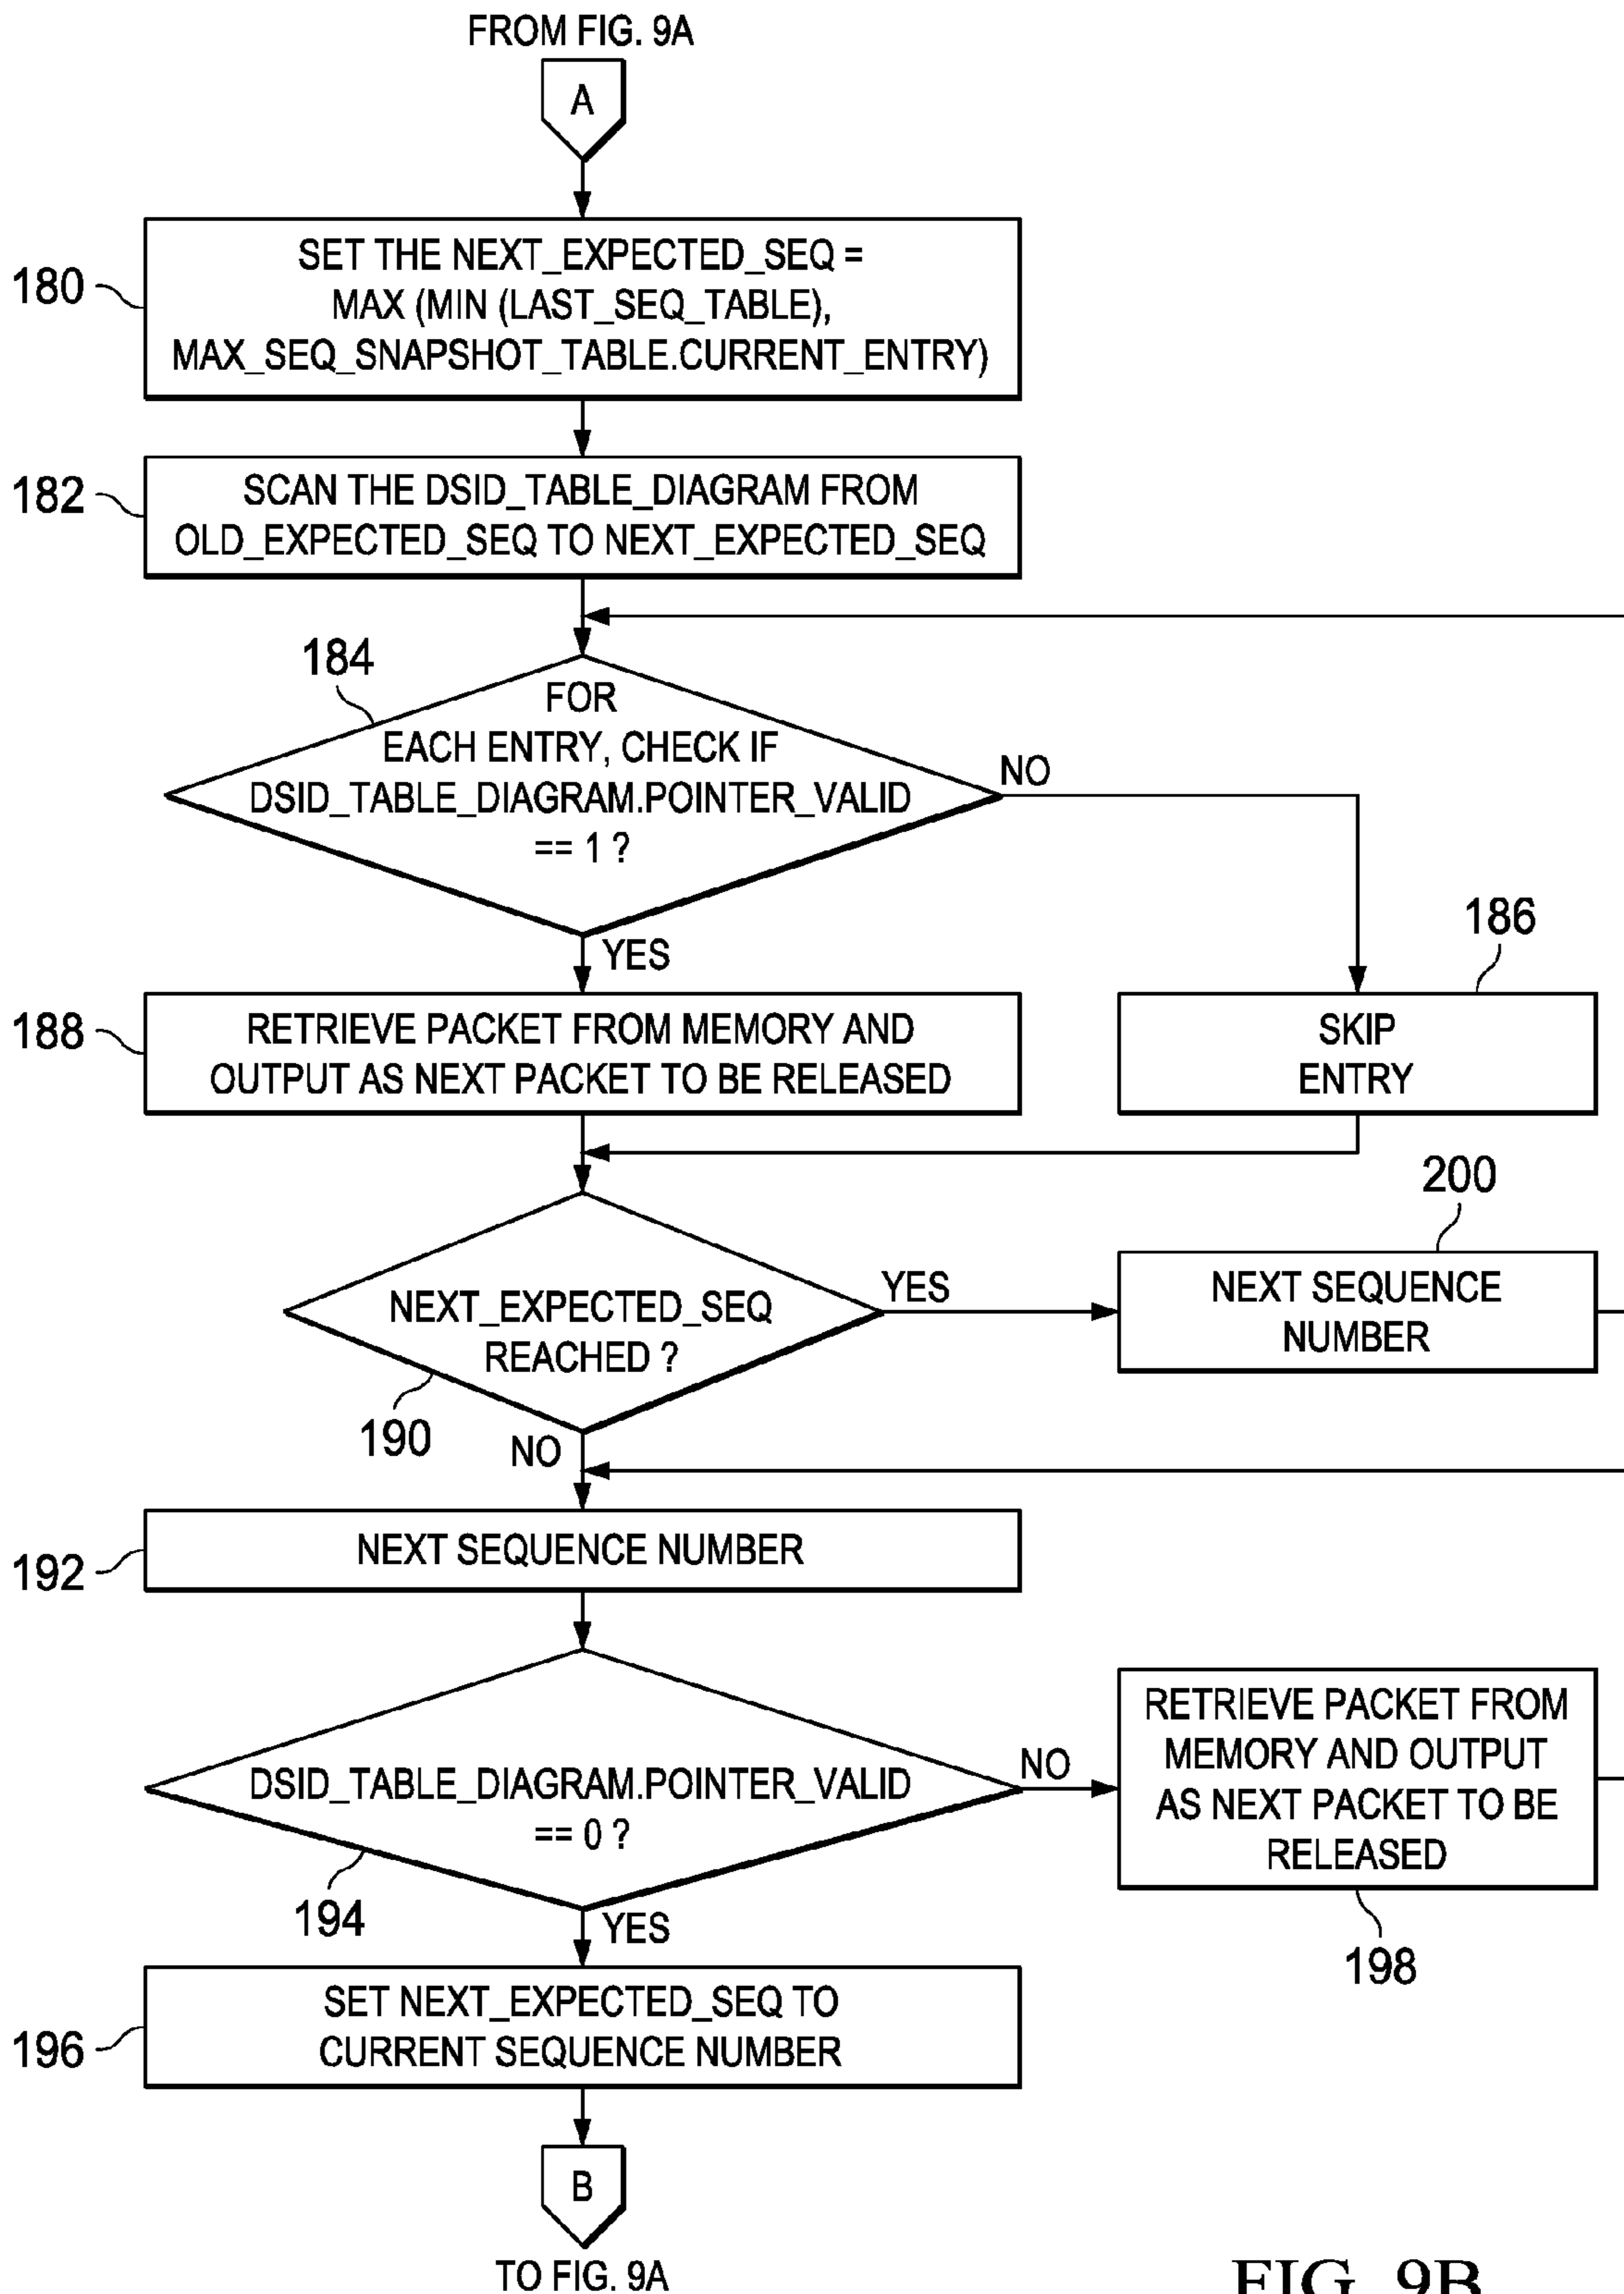 FROM FIG. 9A
A
180
SET THE NEXT_EXPECTED_SEQ =
MAX (MIN (LAST_SEQ_TABLE),
MAX_SEQ_SNAPSHOT_TABLE.CURRENT_ENTRY)
182
SCAN THE DSID_TABLE_DIAGRAM FROM
OLD_EXPECTED_SEQ TO NEXT_EXPECTED_SEQ
184
FOR
EACH ENTRY, CHECK IF
DSID_TABLE_DIAGRAM.POINTER_VALID
== 1 ?
NO
YES
186
SKIP
ENTRY
188
RETRIEVE PACKET FROM MEMORY AND
OUTPUT AS NEXT PACKET TO BE RELEASED
NEXT_EXPECTED_SEQ
REACHED ?
190
YES
NO
200
NEXT SEQUENCE
NUMBER
192
NEXT SEQUENCE NUMBER
DSID_TABLE_DIAGRAM.POINTER_VALID
== 0 ?
194
NO
YES
RETRIEVE PACKET FROM
MEMORY AND OUTPUT
AS NEXT PACKET TO BE
RELEASED
198
196
SET NEXT_EXPECTED_SEQ TO
CURRENT SEQUENCE NUMBER
B
TO FIG. 9A
FIG. 9B